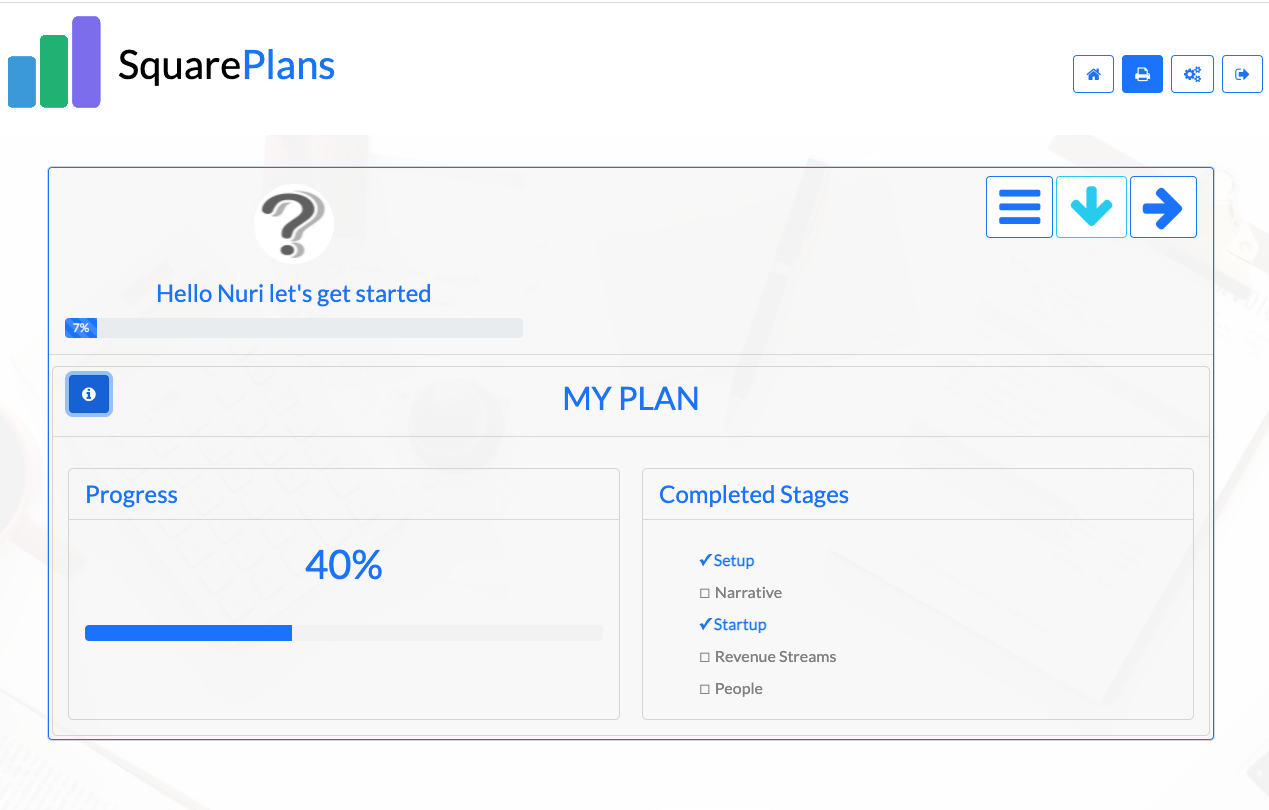 SquarePlans
Hello Nuri let's get started
7%
MY PLAN
Progress
40%
Completed Stages
✓Setup
☐ Narrative
✓Startup
☐ Revenue Streams
☐ People